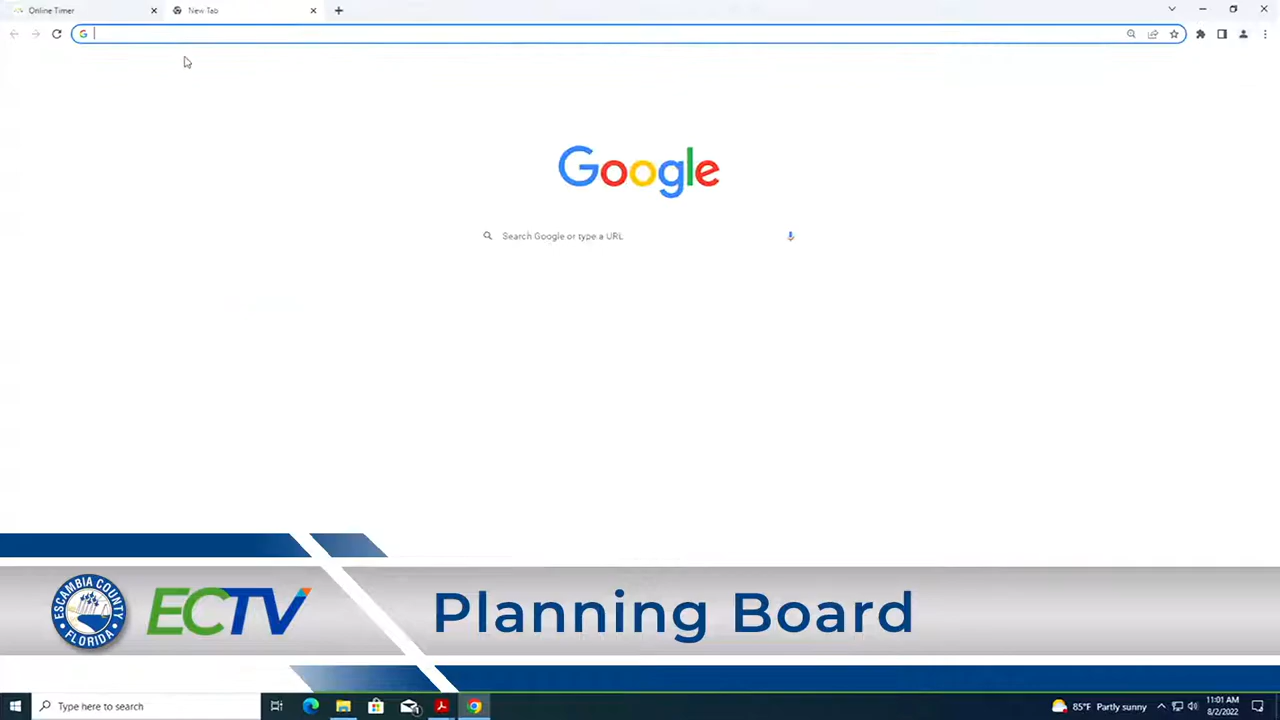 Online Timer
New Tab
Google
Search Google or type a URL
ESCAMBIA COUNTY
FLORIDA
ECTV
Planning Board
Type here to search
85°F Partly sunny
11:01 AM
8/2/2022